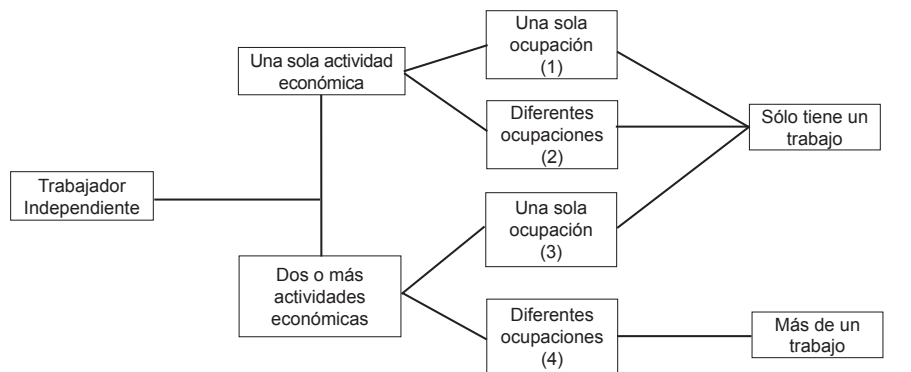 Una sola
ocupación
(1)
Una sola actividad
económica
Diferentes
ocupaciones
(2)
Sólo tiene un
trabajo
Trabajador
Independiente
Una sola
ocupación
(3)
Dos o más
actividades
económicas
Diferentes
ocupaciones
(4)
Más de un
trabajo